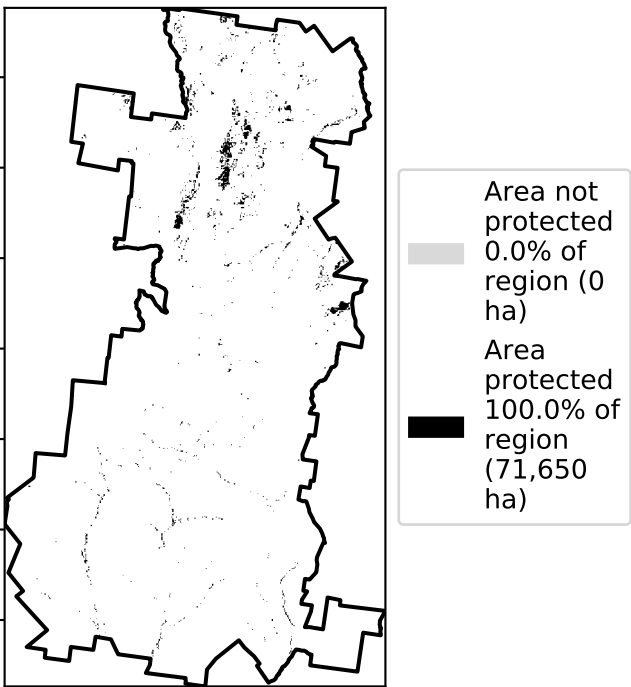 Area not
protected
0.0% of
region (0
ha)
Area
protected
100.0% of
region
(71,650
ha)